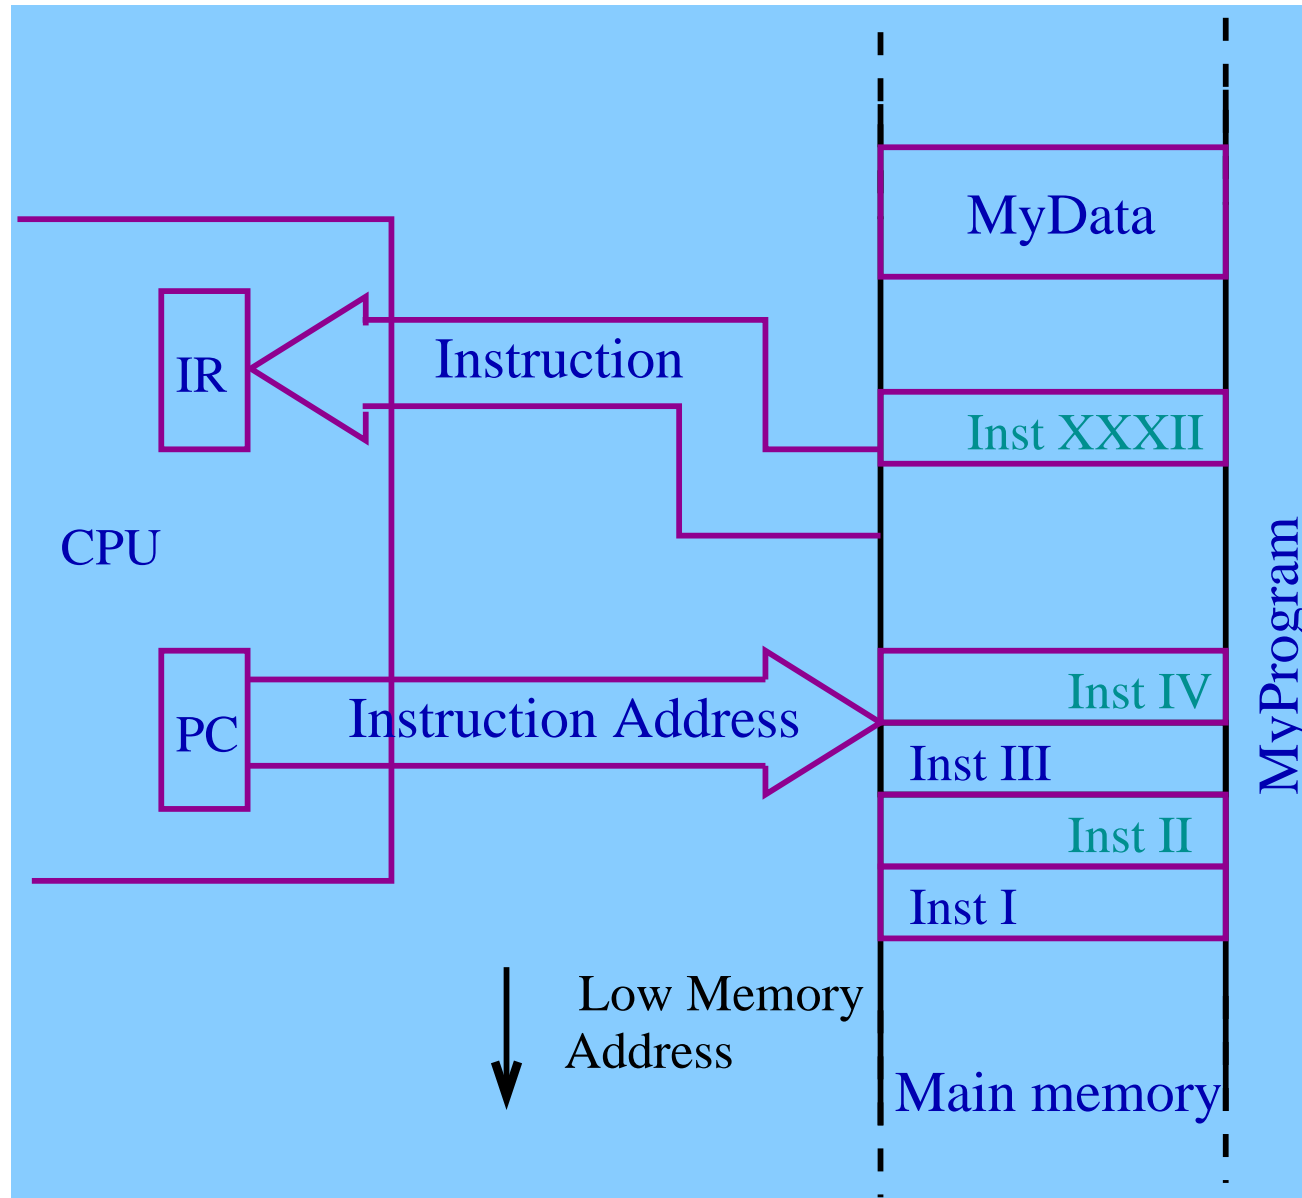 MyData
Instruction
IR
Inst XXXII
CPU
MyProgram
Inst IV
Instruction Address
PC
Inst III
Inst II
Inst I
Low Memory
Address
Main memory